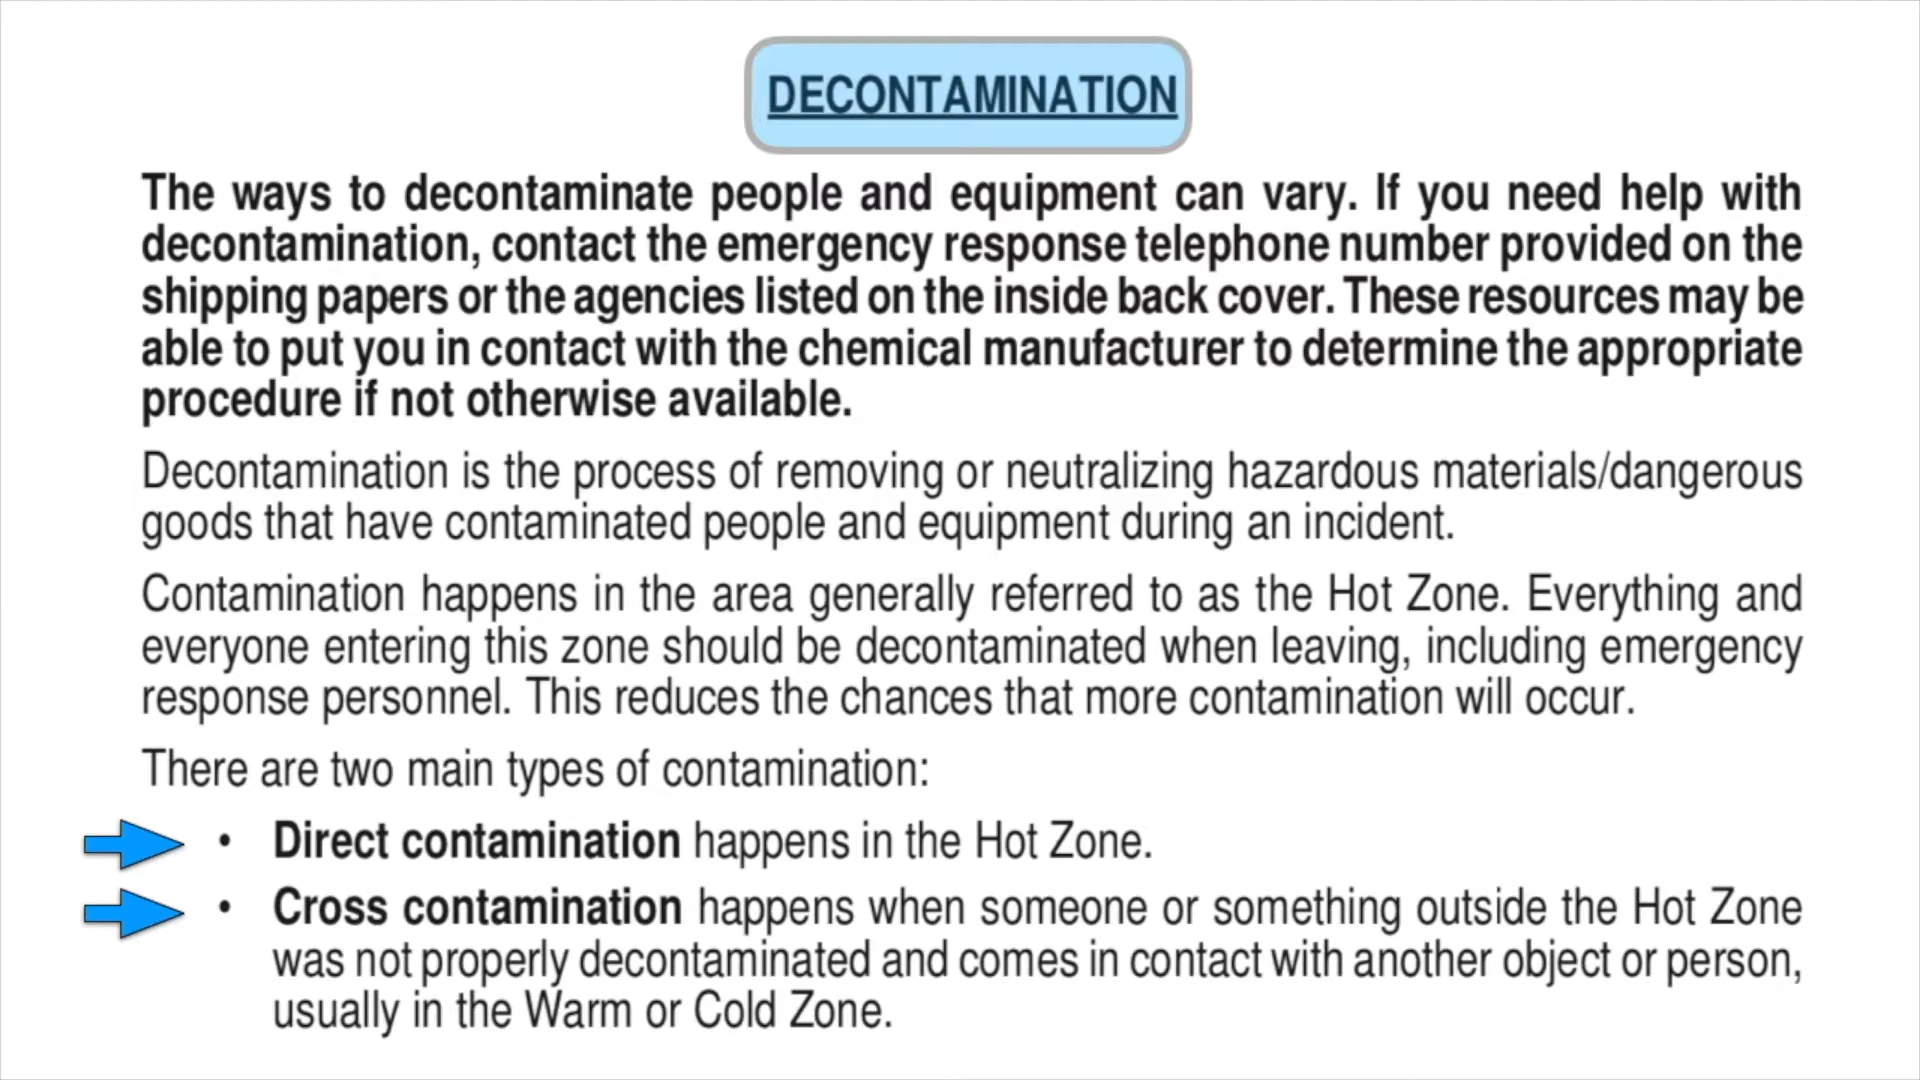 DECONTAMINATION
The ways to decontaminate people and equipment can vary. If you need help with
decontamination, contact the emergency response telephone number provided on the
shipping papers or the agencies listed on the inside back cover. These resources may be
able to put you in contact with the chemical manufacturer to determine the appropriate
procedure if not otherwise available.
Decontamination is the process of removing or neutralizing hazardous materials/dangerous
goods that have contaminated people and equipment during an incident.
Contamination happens in the area generally referred to as the Hot Zone. Everything and
everyone entering this zone should be decontaminated when leaving, including emergency
response personnel. This reduces the chances that more contamination will occur.
There are two main types of contamination:
• Direct contamination happens in the Hot Zone.
• Cross contamination happens when someone or something outside the Hot Zone
was not properly decontaminated and comes in contact with another object or person,
usually in the Warm or Cold Zone.